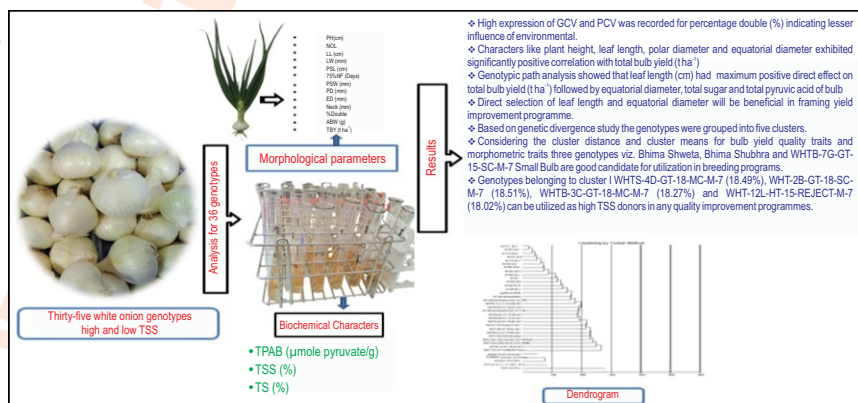 PH(cm)
NOL
LL (cm)
LW (mm)
PSL (cm)
75%NF (Days)
PSW (mm)
PD (mm)
ED (mm)
Neck (mm)
%Double
ABW (g)
TBY (t ha⁻¹)
Morphological parameters
Analysis for 36 genotypes
Thirty-five white onion genotypes
high and low TSS
Biochemical Characters
• TPAB (µmole pyruvate/g)
• TSS (%)
• TS (%)
Results
❖ High expression of GCV and PCV was recorded for percentage double (%) indicating lesser
influence of environmental.
❖ Characters like plant height, leaf length, polar diameter and equatorial diameter exhibited
significantly positive correlation with total bulb yield (t ha⁻¹)
❖ Genotypic path analysis showed that leaf length (cm) had maximum positive direct effect on
total bulb yield (t ha⁻¹) followed by equatorial diameter, total sugar and total pyruvic acid of bulb
❖ Direct selection of leaf length and equatorial diameter will be beneficial in framing yield
improvement programme.
❖ Based on genetic divergence study the genotypes were grouped into five clusters.
❖ Considering the cluster distance and cluster means for bulb yield quality traits and
morphometric traits three genotypes viz. Bhima Shweta, Bhima Shubhra and WHTB-7G-GT-
15-SC-M-7 Small Bulb are good candidate for utilization in breeding programs.
❖ Genotypes belonging to cluster I WHTS-4D-GT-18-MC-M-7 (18.49%), WHT-2B-GT-18-SC-
M-7 (18.51%), WHTB-3C-GT-18-MC-M-7 (18.27%) and WHT-12L-HT-15-REJECT-M-7
(18.02%) can be utilized as high TSS donors in any quality improvement programmes.
Clustering by Tocher Method
Dendrogram